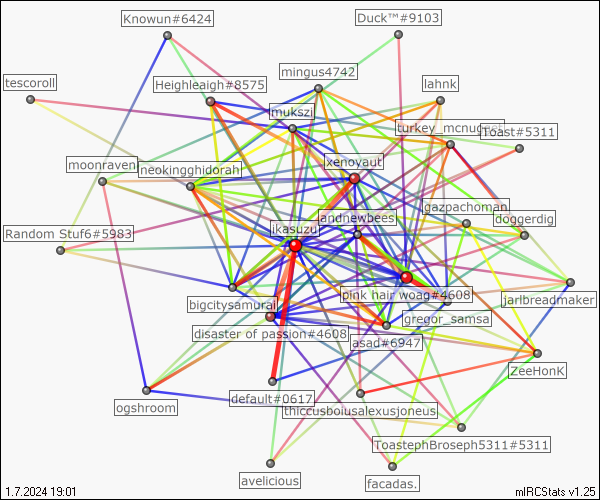 Knowun#6424
Duck™#9103
tescoroll
Heighleaigh#8575
mingus4742
lahnk
mukszi
Toast#5311
xenoyaut
moonraven
neokingghidorah
gazpachoman
andnewbees
doggerdig
ikasuzu
Random Stuf6#5983
pink hair woag#4608
jarlbreadmaker
bigcitysamurai
gregor_samsa
disaster of passion#4608
asad#6947
ZeeHonK
default#0617
ogshroom
thiccusboiusalexusjoneus
ToastephBroseph5311#5311
avelicious
facadas.
1.7.2024 19:01
mIRCStats v1.25